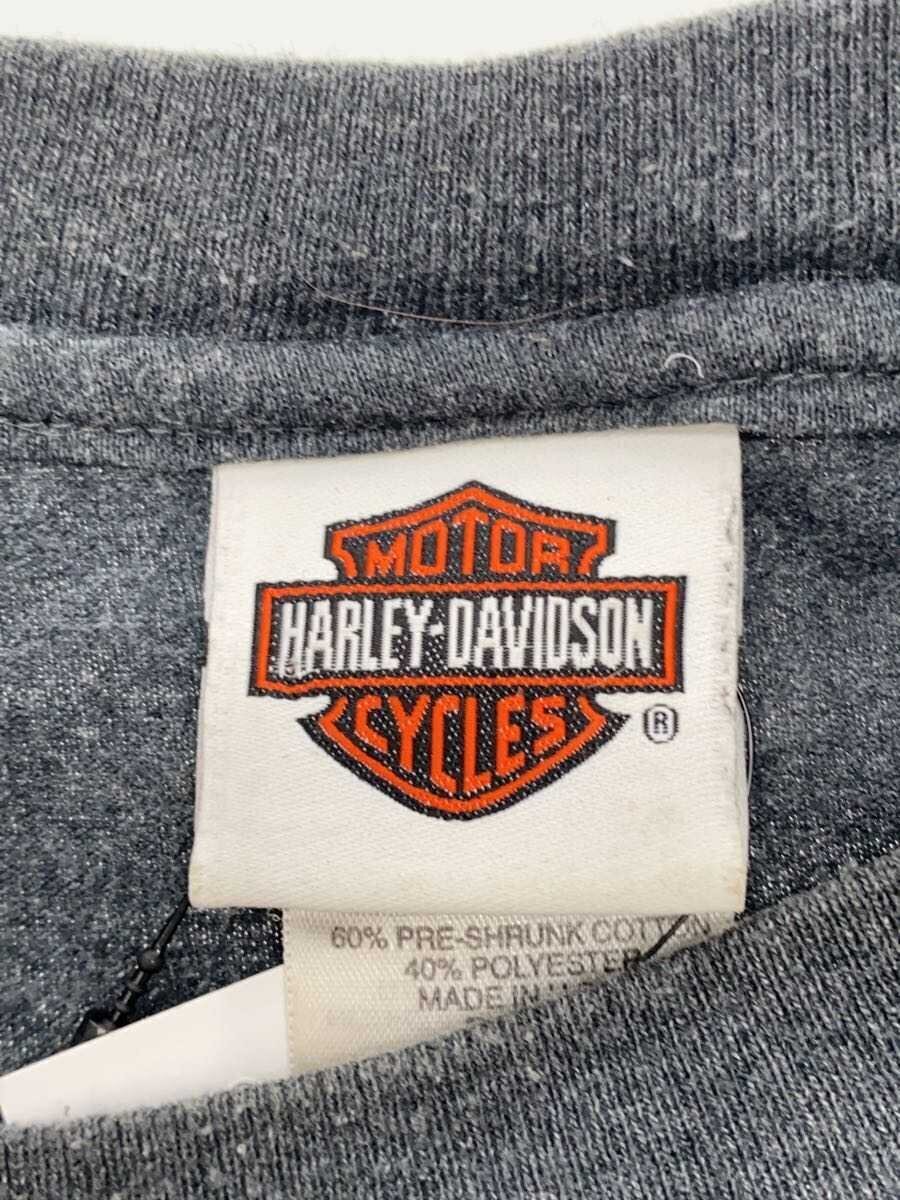 MOTOR
HARLEY-DAVIDSON
CYCLES
®
60% PRE-SHRUNK COTTON
40% POLYESTER
MADE IN